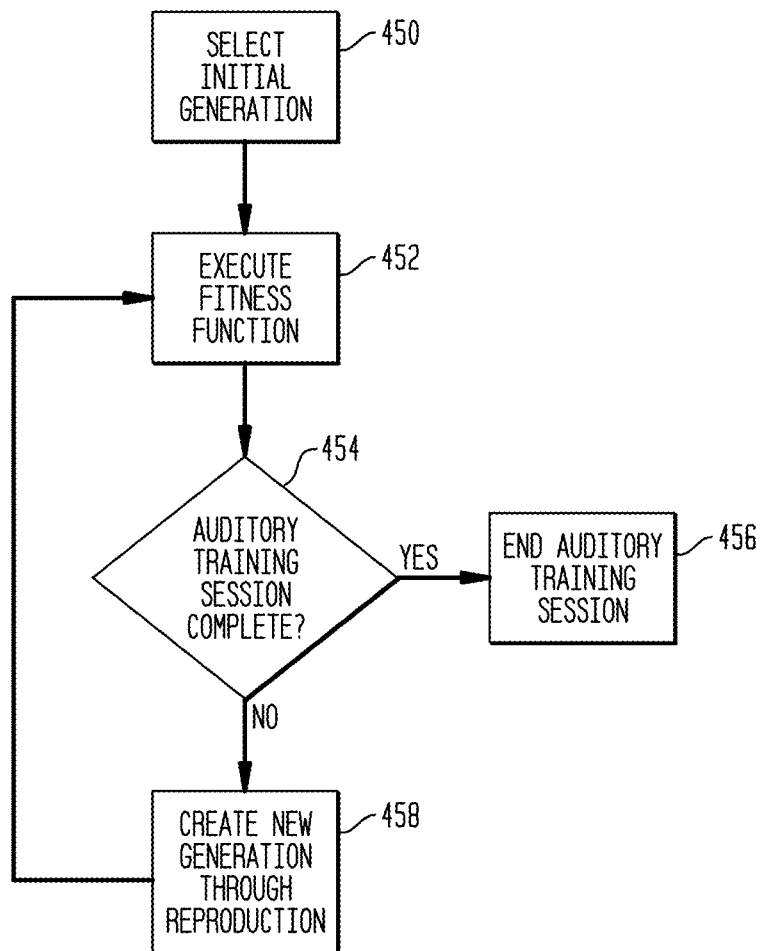 SELECT
INITIAL
GENERATION
450
EXECUTE
FITNESS
FUNCTION
452
454
AUDITORY
TRAINING
SESSION
COMPLETE?
YES
END AUDITORY
TRAINING
SESSION
456
NO
CREATE NEW
GENERATION
THROUGH
REPRODUCTION
458